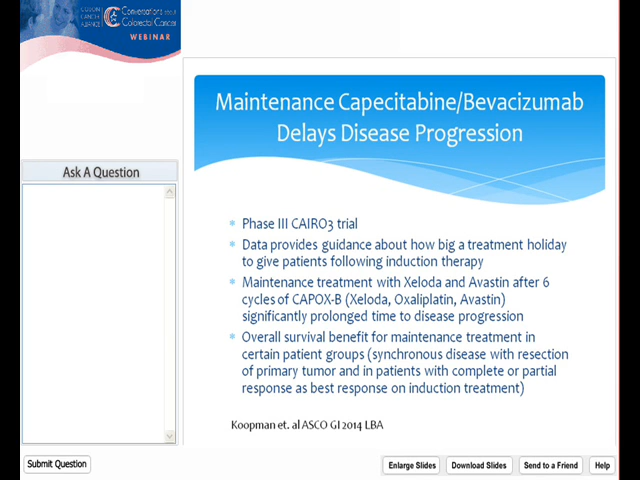 COLON
CANCER
ALLIANCE
Conversations about
Colorectal Cancer
WEBINAR
Maintenance Capecitabine/Bevacizumab
Delays Disease Progression
Ask A Question
Phase III CAIRO3 trial
Data provides guidance about how big a treatment holiday
to give patients following induction therapy
Maintenance treatment with Xeloda and Avastin after 6
cycles of CAPOX-B (Xeloda, Oxaliplatin, Avastin)
significantly prolonged time to disease progression
Overall survival benefit for maintenance treatment in
certain patient groups (synchronous disease with resection
of primary tumor and in patients with complete or partial
response as best response on induction treatment)
Koopman et. al ASCO GI 2014 LBA
Submit Question
Enlarge Slides Download Slides Send to a Friend Help